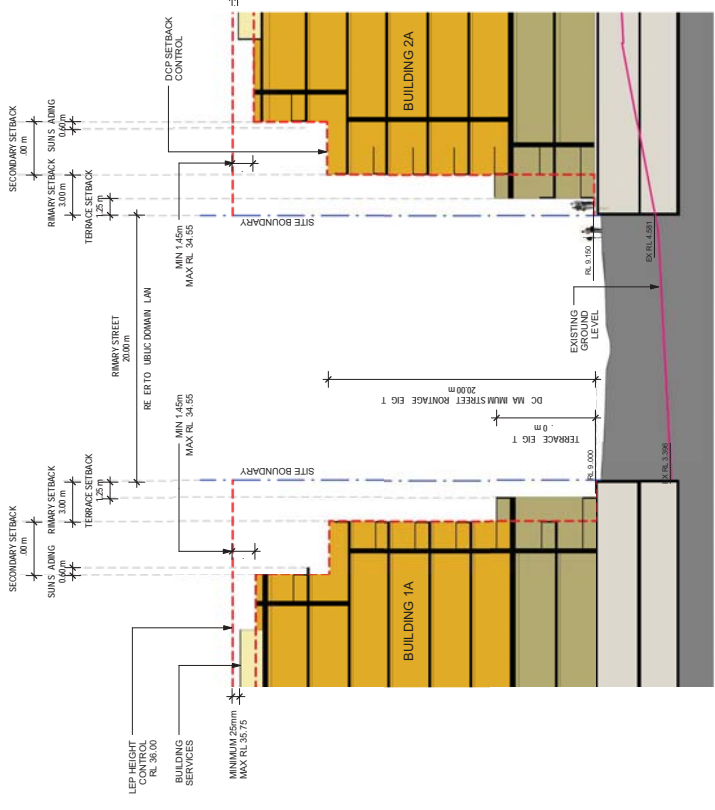 SECONDARY SETBACK
.00 m
SUN S ADING
0.60 m
RIMARY SETBACK
3.00 m
TERRACE SETBACK
1.25 m
RIMARY STREET
20.00 m
RE ER TO UBLIC DOMAIN LAN
SECONDARY SETBACK
.00 m
RIMARY SETBACK
3.00 m
SUN S ADING
0.60 m
TERRACE SETBACK
1.25 m
LEP HEIGHT
CONTROL
RL 36.00
BUILDING
SERVICES
MINIMUM 25mm
MAX RL 35.75
MIN 1.45m
MAX RL 34.55
MIN 1.45m
MAX RL 34.55
DCP SETBACK
CONTROL
SITE BOUNDARY
SITE BOUNDARY
BUILDING 1A
BUILDING 2A
DC MA IMUM STREET RONTAGE EIG T
20.00 m
TERRACE EIG T
. 0 m
RL 9.000
RL 9.150
EXISTING
GROUND
LEVEL
EX RL 3.396
EX RL 4.581